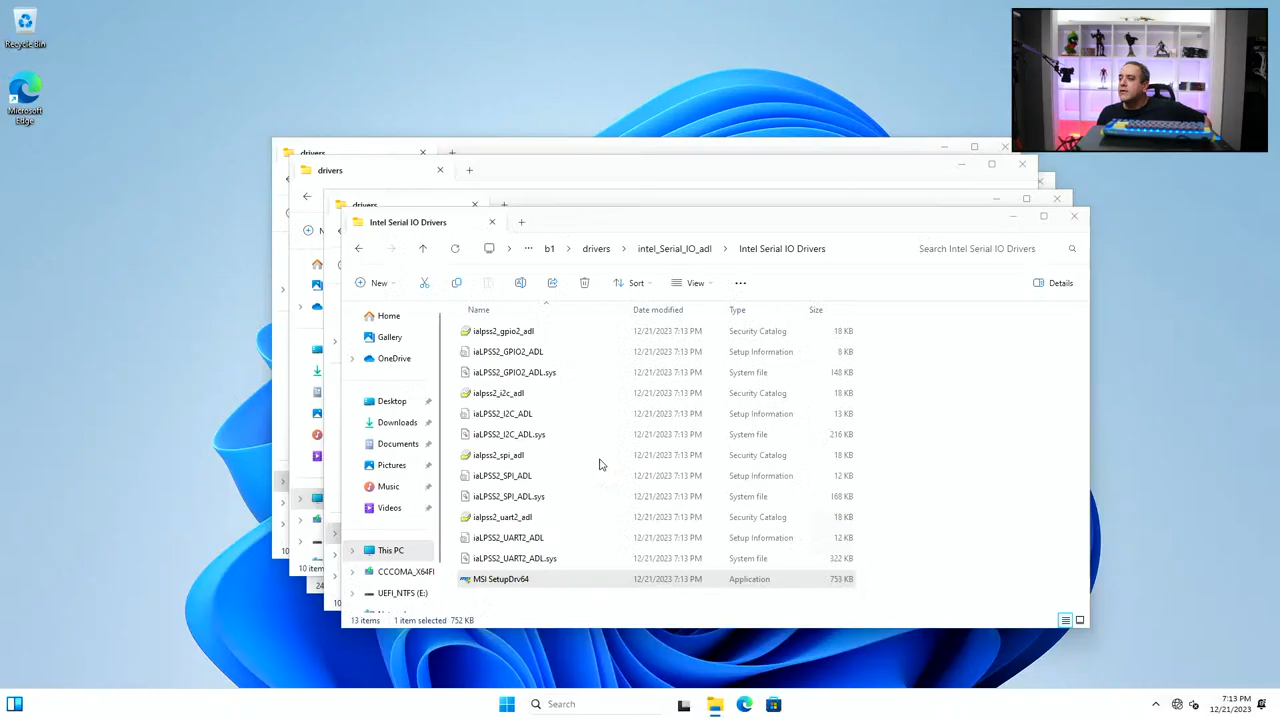 Recycle Bin
Microsoft
Edge
drivers
drivers
drivers
Intel Serial IO Drivers
b1 drivers intel_Serial_IO_adl Intel Serial IO Drivers
Search Intel Serial IO Drivers
New
Sort
View
Details
Name Date modified Type Size
Home
Gallery
OneDrive
Desktop
Downloads
Documents
Pictures
Music
Videos
This PC
CCCOMA_X64FI
UEFI_NTFS (E:)
ialpss2_gpio2_adl 12/21/2023 7:13 PM Security Catalog 18 KB
iaLPSS2_GPIO2_ADL 12/21/2023 7:13 PM Setup Information 8 KB
iaLPSS2_GPIO2_ADL.sys 12/21/2023 7:13 PM System file 148 KB
ialpss2_i2c_adl 12/21/2023 7:13 PM Security Catalog 18 KB
iaLPSS2_I2C_ADL 12/21/2023 7:13 PM Setup Information 13 KB
iaLPSS2_I2C_ADL.sys 12/21/2023 7:13 PM System file 216 KB
ialpss2_spi_adl 12/21/2023 7:13 PM Security Catalog 18 KB
iaLPSS2_SPI_ADL 12/21/2023 7:13 PM Setup Information 12 KB
iaLPSS2_SPI_ADL.sys 12/21/2023 7:13 PM System file 168 KB
ialpss2_uart2_adl 12/21/2023 7:13 PM Security Catalog 18 KB
iaLPSS2_UART2_ADL 12/21/2023 7:13 PM Setup Information 12 KB
iaLPSS2_UART2_ADL.sys 12/21/2023 7:13 PM System file 322 KB
MSI SetupDrv64 12/21/2023 7:13 PM Application 753 KB
10 items
13 items 1 item selected 752 KB
Search
7:13 PM
12/21/2023